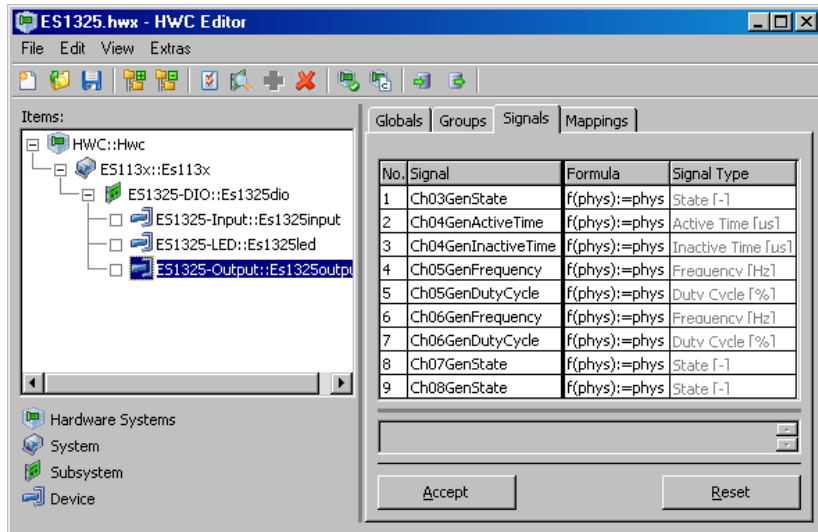 ES1325.hwx - HWC Editor
File Edit View Extras
Items:
HWC::Hwc
ES113x::Es113x
ES1325-DIO::Es1325dio
ES1325-Input::Es1325input
ES1325-LED::Es1325led
ES1325-Output::Es1325outpu
Hardware Systems
System
Subsystem
Device
Globals Groups Signals Mappings
No. Signal Formula Signal Type
1 Ch03GenState f(phys):=phys State [-]
2 Ch04GenActiveTime f(phys):=phys Active Time [us]
3 Ch04GenInactiveTime f(phys):=phys Inactive Time [us]
4 Ch05GenFrequency f(phys):=phys Frequency [Hz]
5 Ch05GenDutyCycle f(phys):=phys Duty Cycle [%]
6 Ch06GenFrequency f(phys):=phys Frequency [Hz]
7 Ch06GenDutyCycle f(phys):=phys Duty Cycle [%]
8 Ch07GenState f(phys):=phys State [-]
9 Ch08GenState f(phys):=phys State [-]
Accept Reset